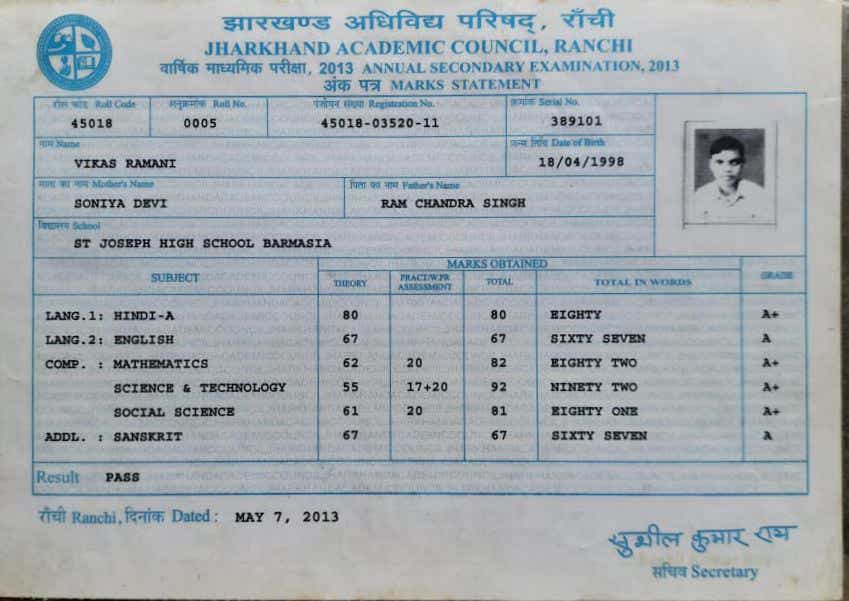 झारखण्ड अधिविद्य परिषद्, राँची
JHARKHAND ACADEMIC COUNCIL, RANCHI
वार्षिक माध्यमिक परीक्षा, 2013 ANNUAL SECONDARY EXAMINATION, 2013
अंक पत्र MARKS STATEMENT
रोल कोड Roll Code अनुक्रमांक Roll No. पंजीयन संख्या Registration No. क्रमांक Serial No.
45018 0005 45018-03520-11 389101
नाम Name जन्म तिथि Date of Birth
VIKAS RAMANI 18/04/1998
माता का नाम Mother's Name पिता का नाम Father's Name
SONIYA DEVI RAM CHANDRA SINGH
विद्यालय School
ST JOSEPH HIGH SCHOOL BARMASIA
SUBJECT MARKS OBTAINED GRADE
THEORY PRACT/W.PR ASSESSMENT TOTAL TOTAL IN WORDS
LANG.1: HINDI-A 80 80 EIGHTY A+
LANG.2: ENGLISH 67 67 SIXTY SEVEN A
COMP. : MATHEMATICS 62 20 82 EIGHTY TWO A+
SCIENCE & TECHNOLOGY 55 17+20 92 NINETY TWO A+
SOCIAL SCIENCE 61 20 81 EIGHTY ONE A+
ADDL. : SANSKRIT 67 67 SIXTY SEVEN A
Result PASS
राँची Ranchi, दिनांक Dated : MAY 7, 2013
सुशील कुमार राम
सचिव Secretary